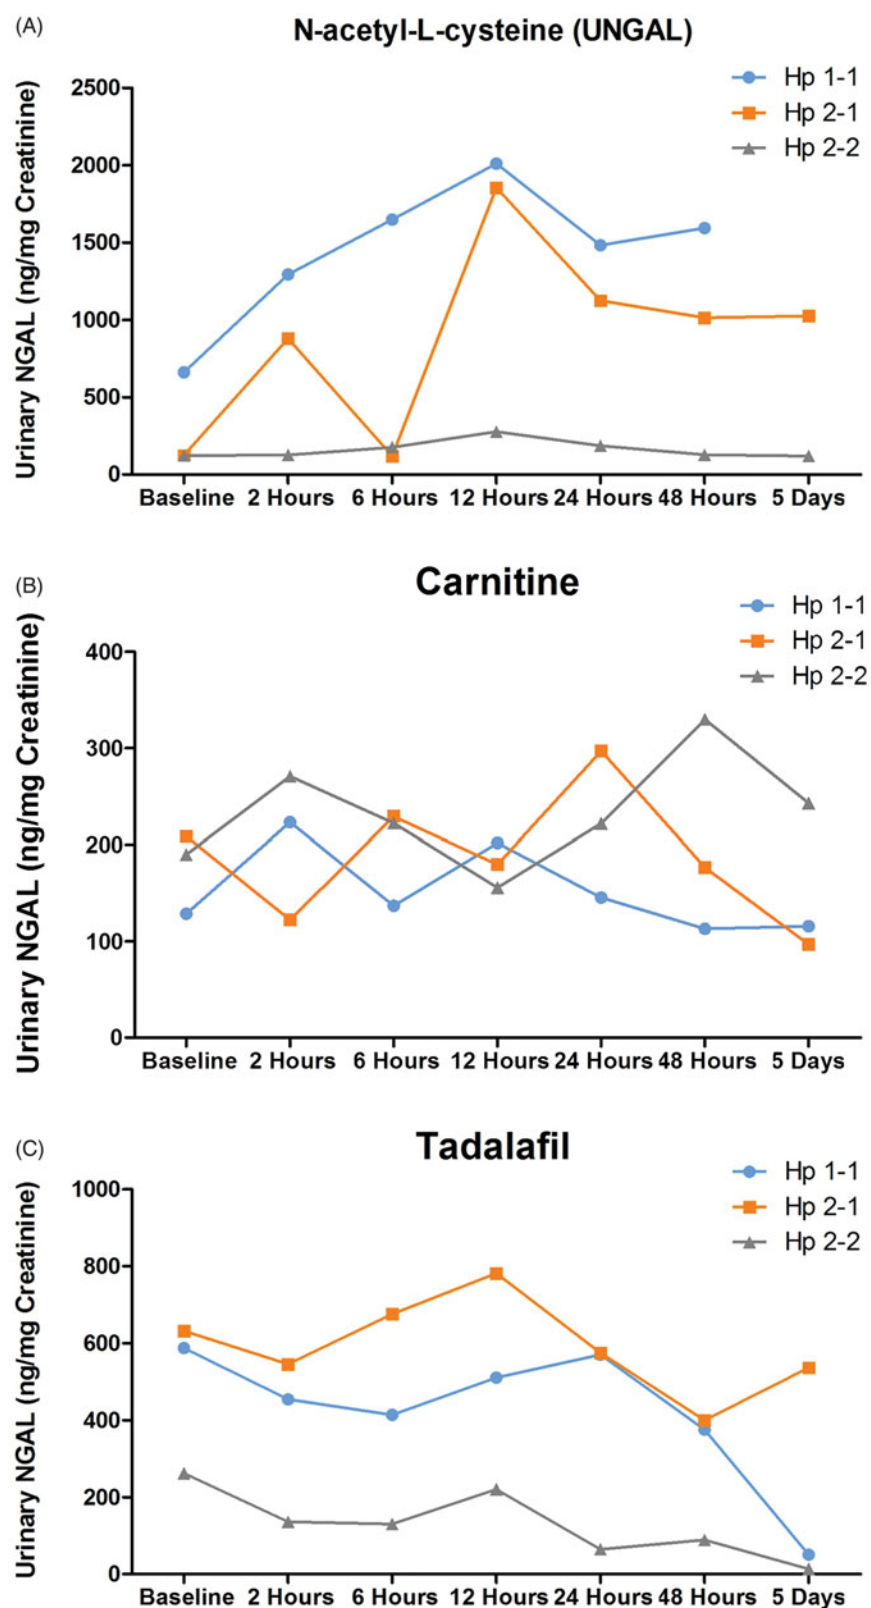 (A)
N-acetyl-L-cysteine (UNGAL)
Hp 1-1
Hp 2-1
Hp 2-2
Urinary NGAL (ng/mg Creatinine)
2500
2000
1500
1000
500
0
Baseline 2 Hours 6 Hours 12 Hours 24 Hours 48 Hours 5 Days
(B)
Carnitine
Hp 1-1
Hp 2-1
Hp 2-2
Urinary NGAL (ng/mg Creatinine)
400
300
200
100
0
Baseline 2 Hours 6 Hours 12 Hours 24 Hours 48 Hours 5 Days
(C)
Tadalafil
Hp 1-1
Hp 2-1
Hp 2-2
Urinary NGAL (ng/mg Creatinine)
1000
800
600
400
200
0
Baseline 2 Hours 6 Hours 12 Hours 24 Hours 48 Hours 5 Days